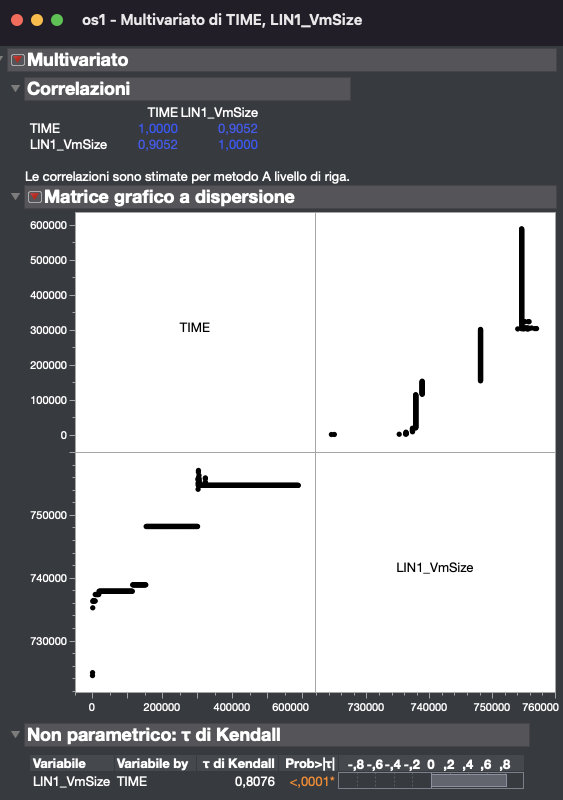 os1 - Multivariato di TIME, LIN1_VmSize
Multivariato
Correlazioni
TIME LIN1_VmSize
TIME 1,0000 0,9052
LIN1_VmSize 0,9052 1,0000
Le correlazioni sono stimate per metodo A livello di riga.
Matrice grafico a dispersione
600000
500000
400000
300000
200000
100000
0
TIME
750000
740000
730000
LIN1_VmSize
0 200000 400000 600000 730000 740000 750000 760000
Non parametrico: τ di Kendall
Variabile Variabile by τ di Kendall Prob>|τ| -,8 -,6 -,4 -,2 0 ,2 ,4 ,6 ,8
LIN1_VmSize TIME 0,8076 <,0001*